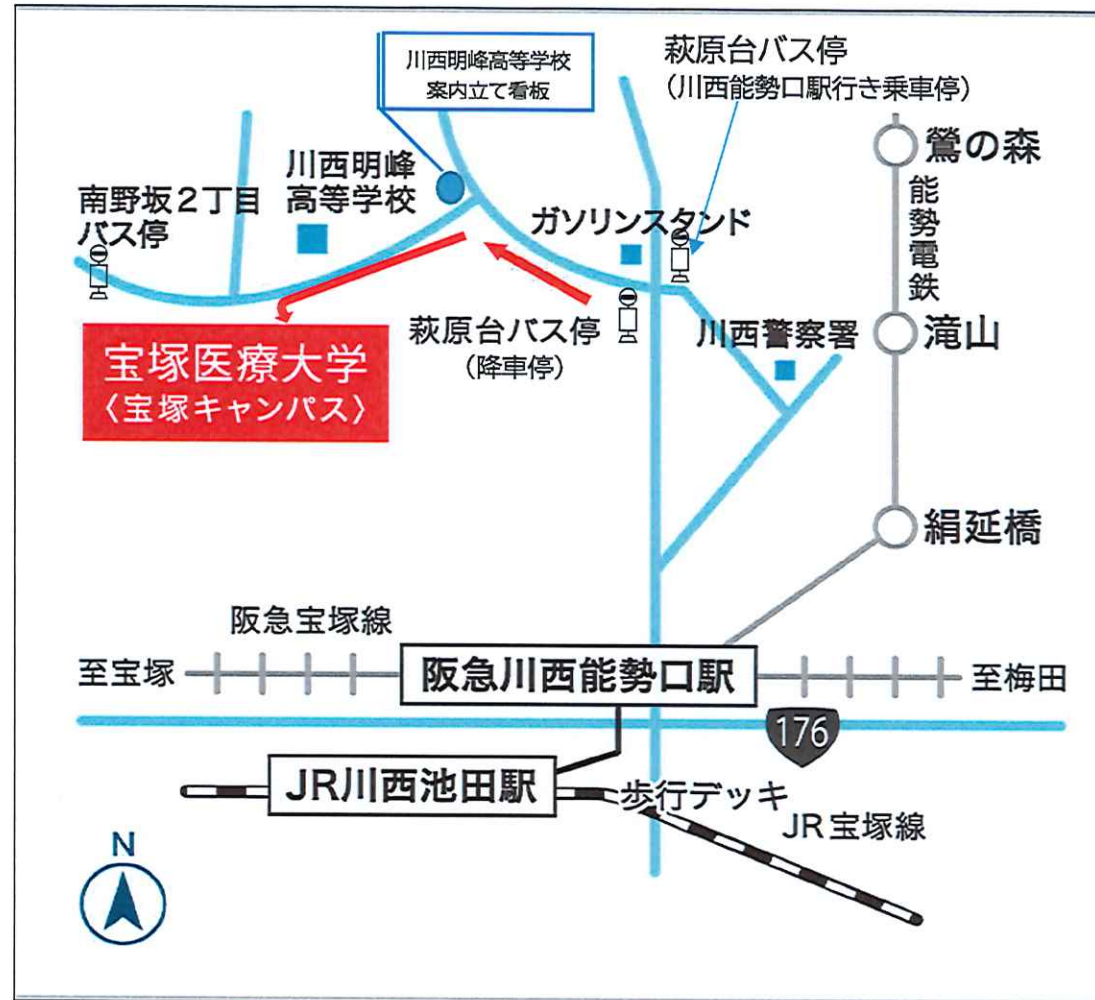 川西明峰高等学校
案内立て看板
萩原台バス停
（川西能勢口駅行き乗車停）
鶯の森
能勢電鉄
川西明峰
高等学校
南野坂２丁目
バス停
ガソリンスタンド
宝塚医療大学
〈宝塚キャンパス〉
萩原台バス停
（降車停）
川西警察署
滝山
絹延橋
阪急宝塚線
至宝塚
阪急川西能勢口駅
至梅田
176
JR川西池田駅
歩行デッキ
JR宝塚線
N